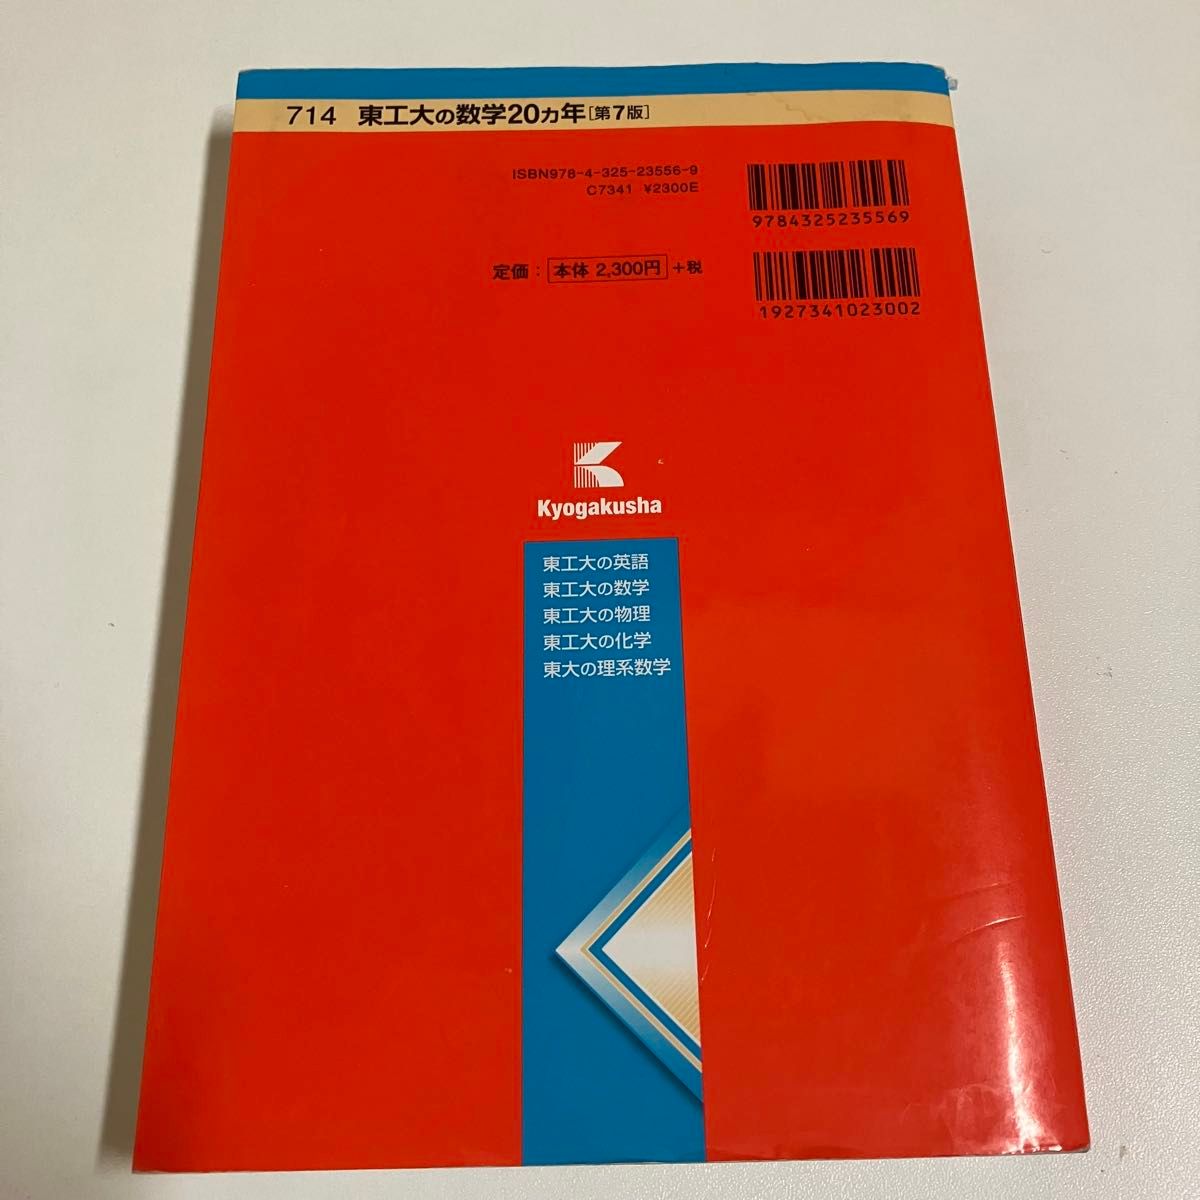 714 東工大の数学20カ年[第7版]
ISBN978-4-325-23556-9
C7341 ¥2300E
9784325235569
定価：本体 2,300円+税
1927341023002
Kyogakusha
東工大の英語
東工大の数学
東工大の物理
東工大の化学
東大の理系数学